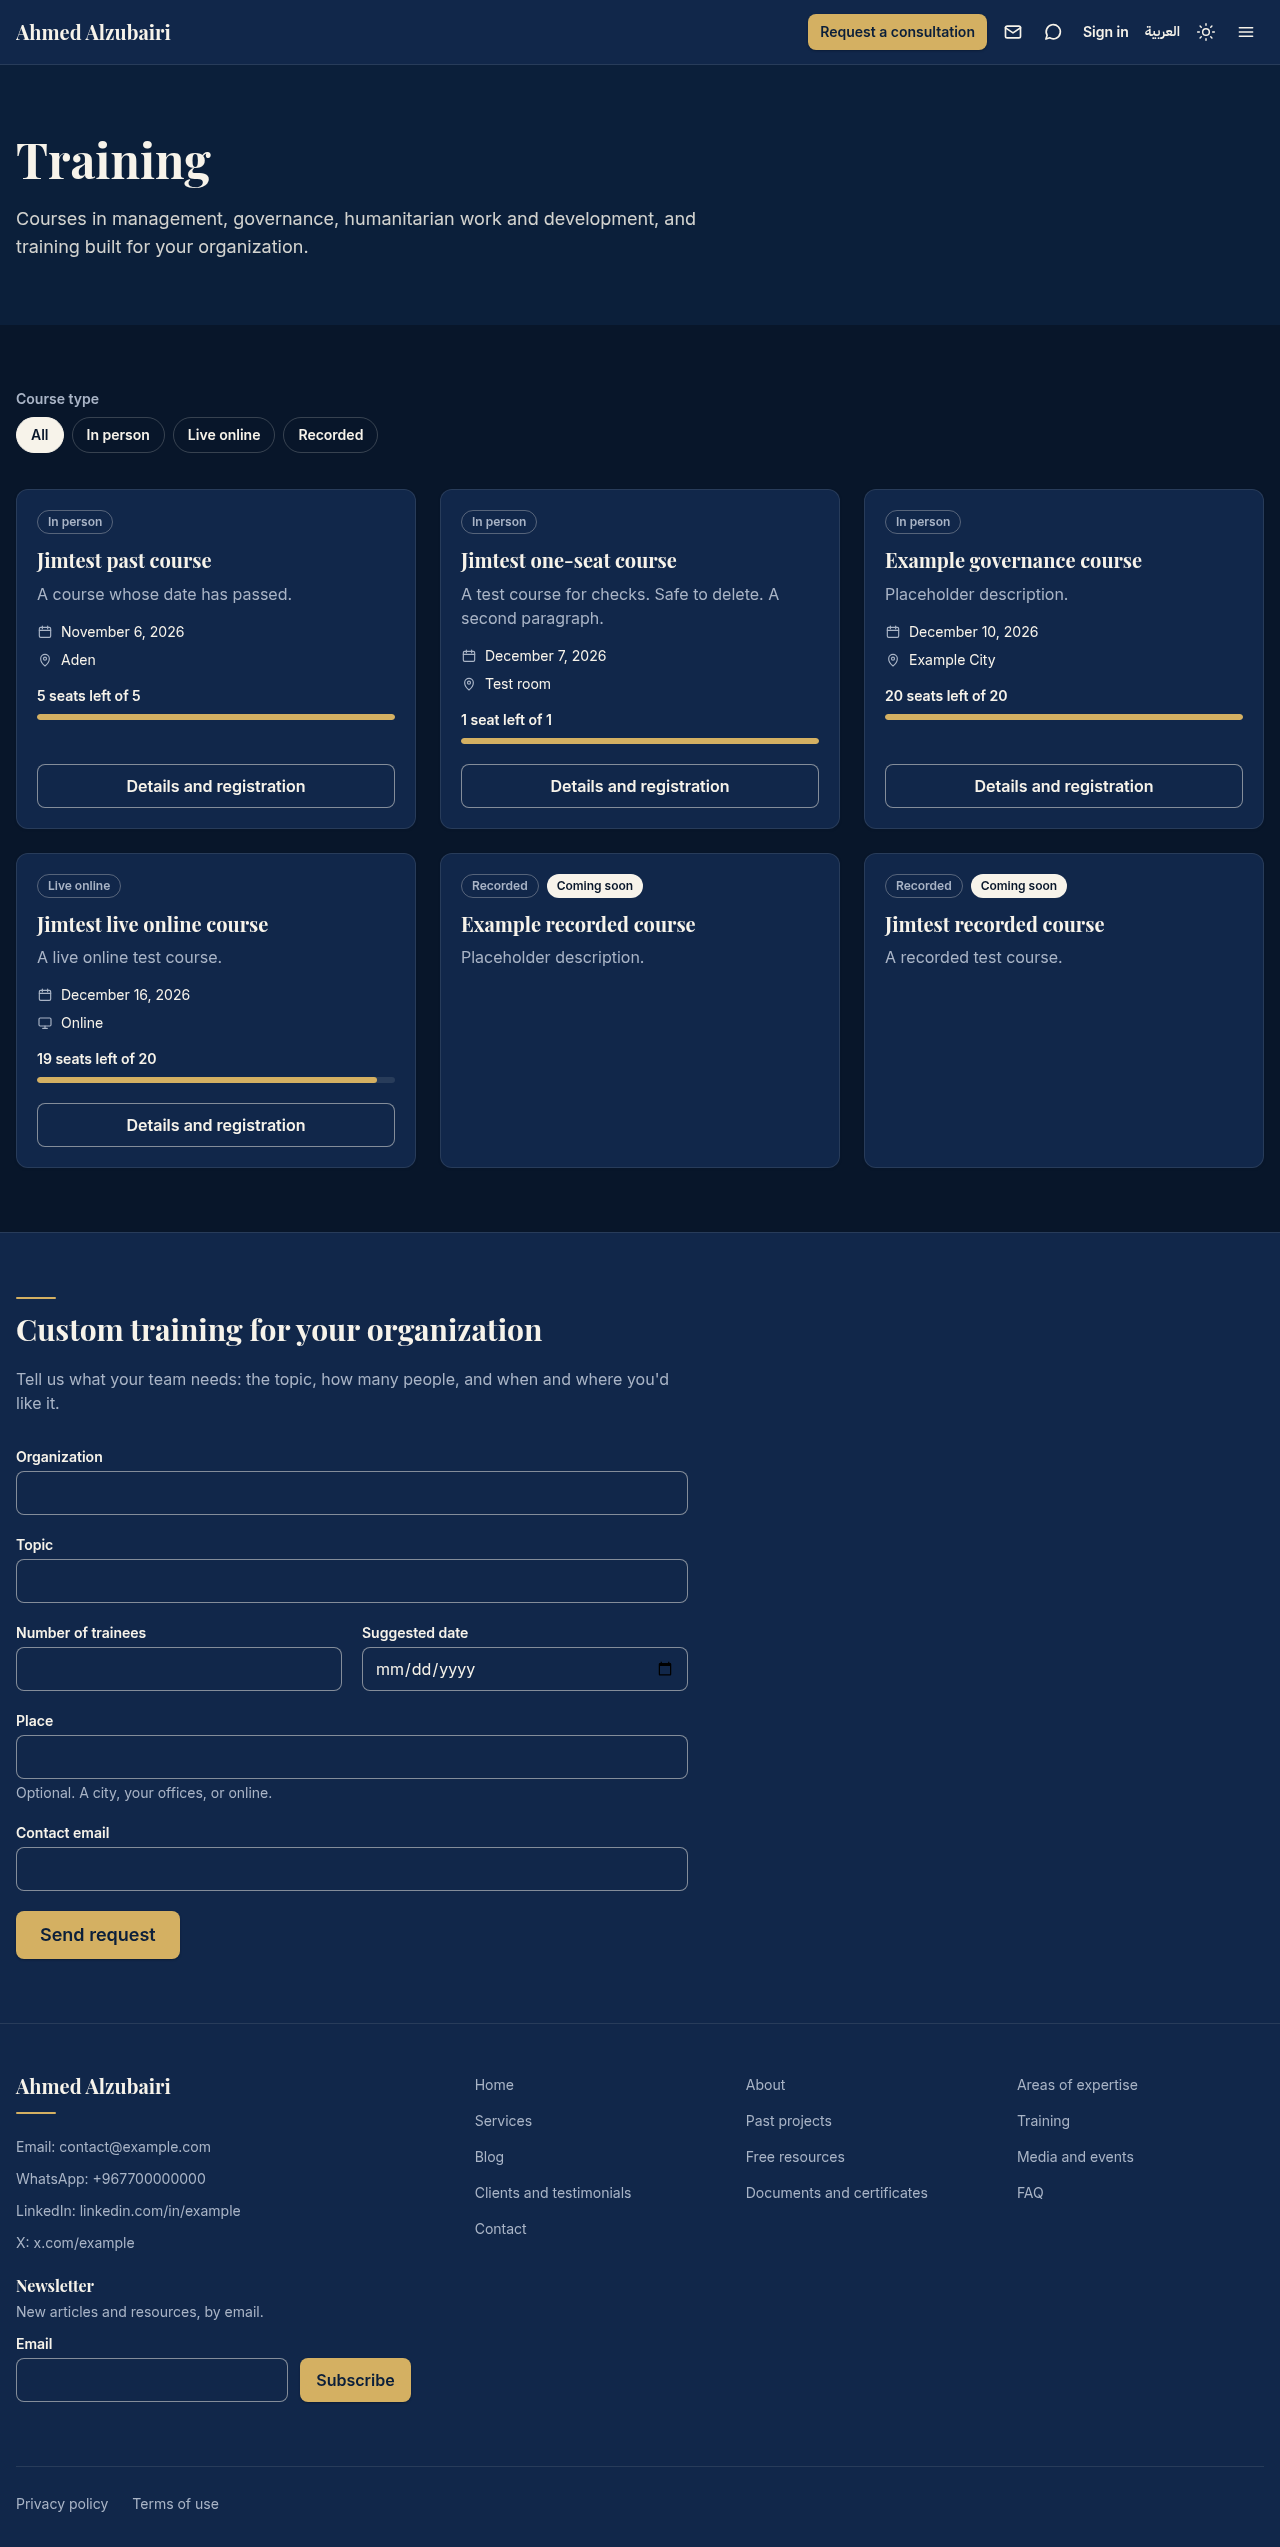 Ahmed Alzubairi
Request a consultation
Sign in
العربية
Training
Courses in management, governance, humanitarian work and development, and
training built for your organization.
Course type
All
In person
Live online
Recorded
In person
Jimtest past course
A course whose date has passed.
November 6, 2026
Aden
5 seats left of 5
Details and registration
In person
Jimtest one-seat course
A test course for checks. Safe to delete. A
second paragraph.
December 7, 2026
Test room
1 seat left of 1
Details and registration
In person
Example governance course
Placeholder description.
December 10, 2026
Example City
20 seats left of 20
Details and registration
Live online
Jimtest live online course
A live online test course.
December 16, 2026
Online
19 seats left of 20
Details and registration
Recorded
Coming soon
Example recorded course
Placeholder description.
Recorded
Coming soon
Jimtest recorded course
A recorded test course.
Custom training for your organization
Tell us what your team needs: the topic, how many people, and when and where you'd
like it.
Organization
Topic
Number of trainees
Suggested date
mm/dd/yyyy
Place
Optional. A city, your offices, or online.
Contact email
Send request
Ahmed Alzubairi
Email: contact@example.com
WhatsApp: +967700000000
LinkedIn: linkedin.com/in/example
X: x.com/example
Newsletter
New articles and resources, by email.
Email
Subscribe
Home
About
Areas of expertise
Services
Past projects
Training
Blog
Free resources
Media and events
Clients and testimonials
Documents and certificates
FAQ
Contact
Privacy policy
Terms of use